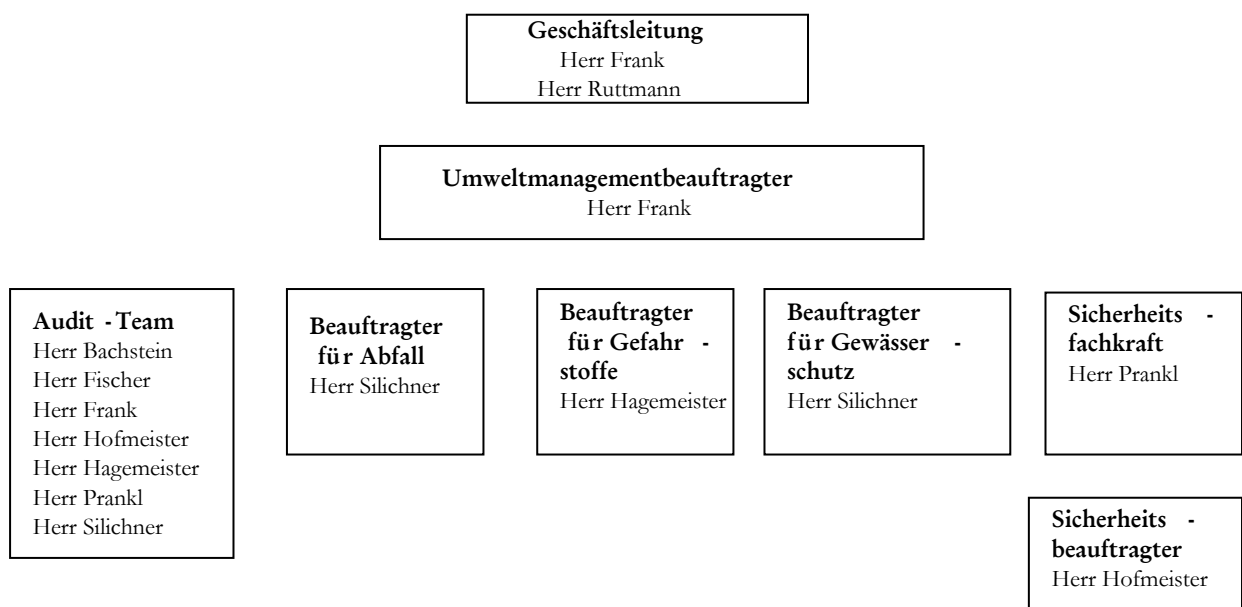 Geschäftsleitung
Herr Frank
Herr Ruttmann
Umweltmanagementbeauftragter
Herr Frank
Audit - Team
Herr Bachstein
Herr Fischer
Herr Frank
Herr Hofmeister
Herr Hagemeister
Herr Prankl
Herr Silichner
Beauftragter
für Abfall
Herr Silichner
Beauftragter
für Gefahr -
stoffe
Herr Hagemeister
Beauftragter
für Gewässer -
schutz
Herr Silichner
Sicherheits -
fachkraft
Herr Prankl
Sicherheits -
beauftragter
Herr Hofmeister